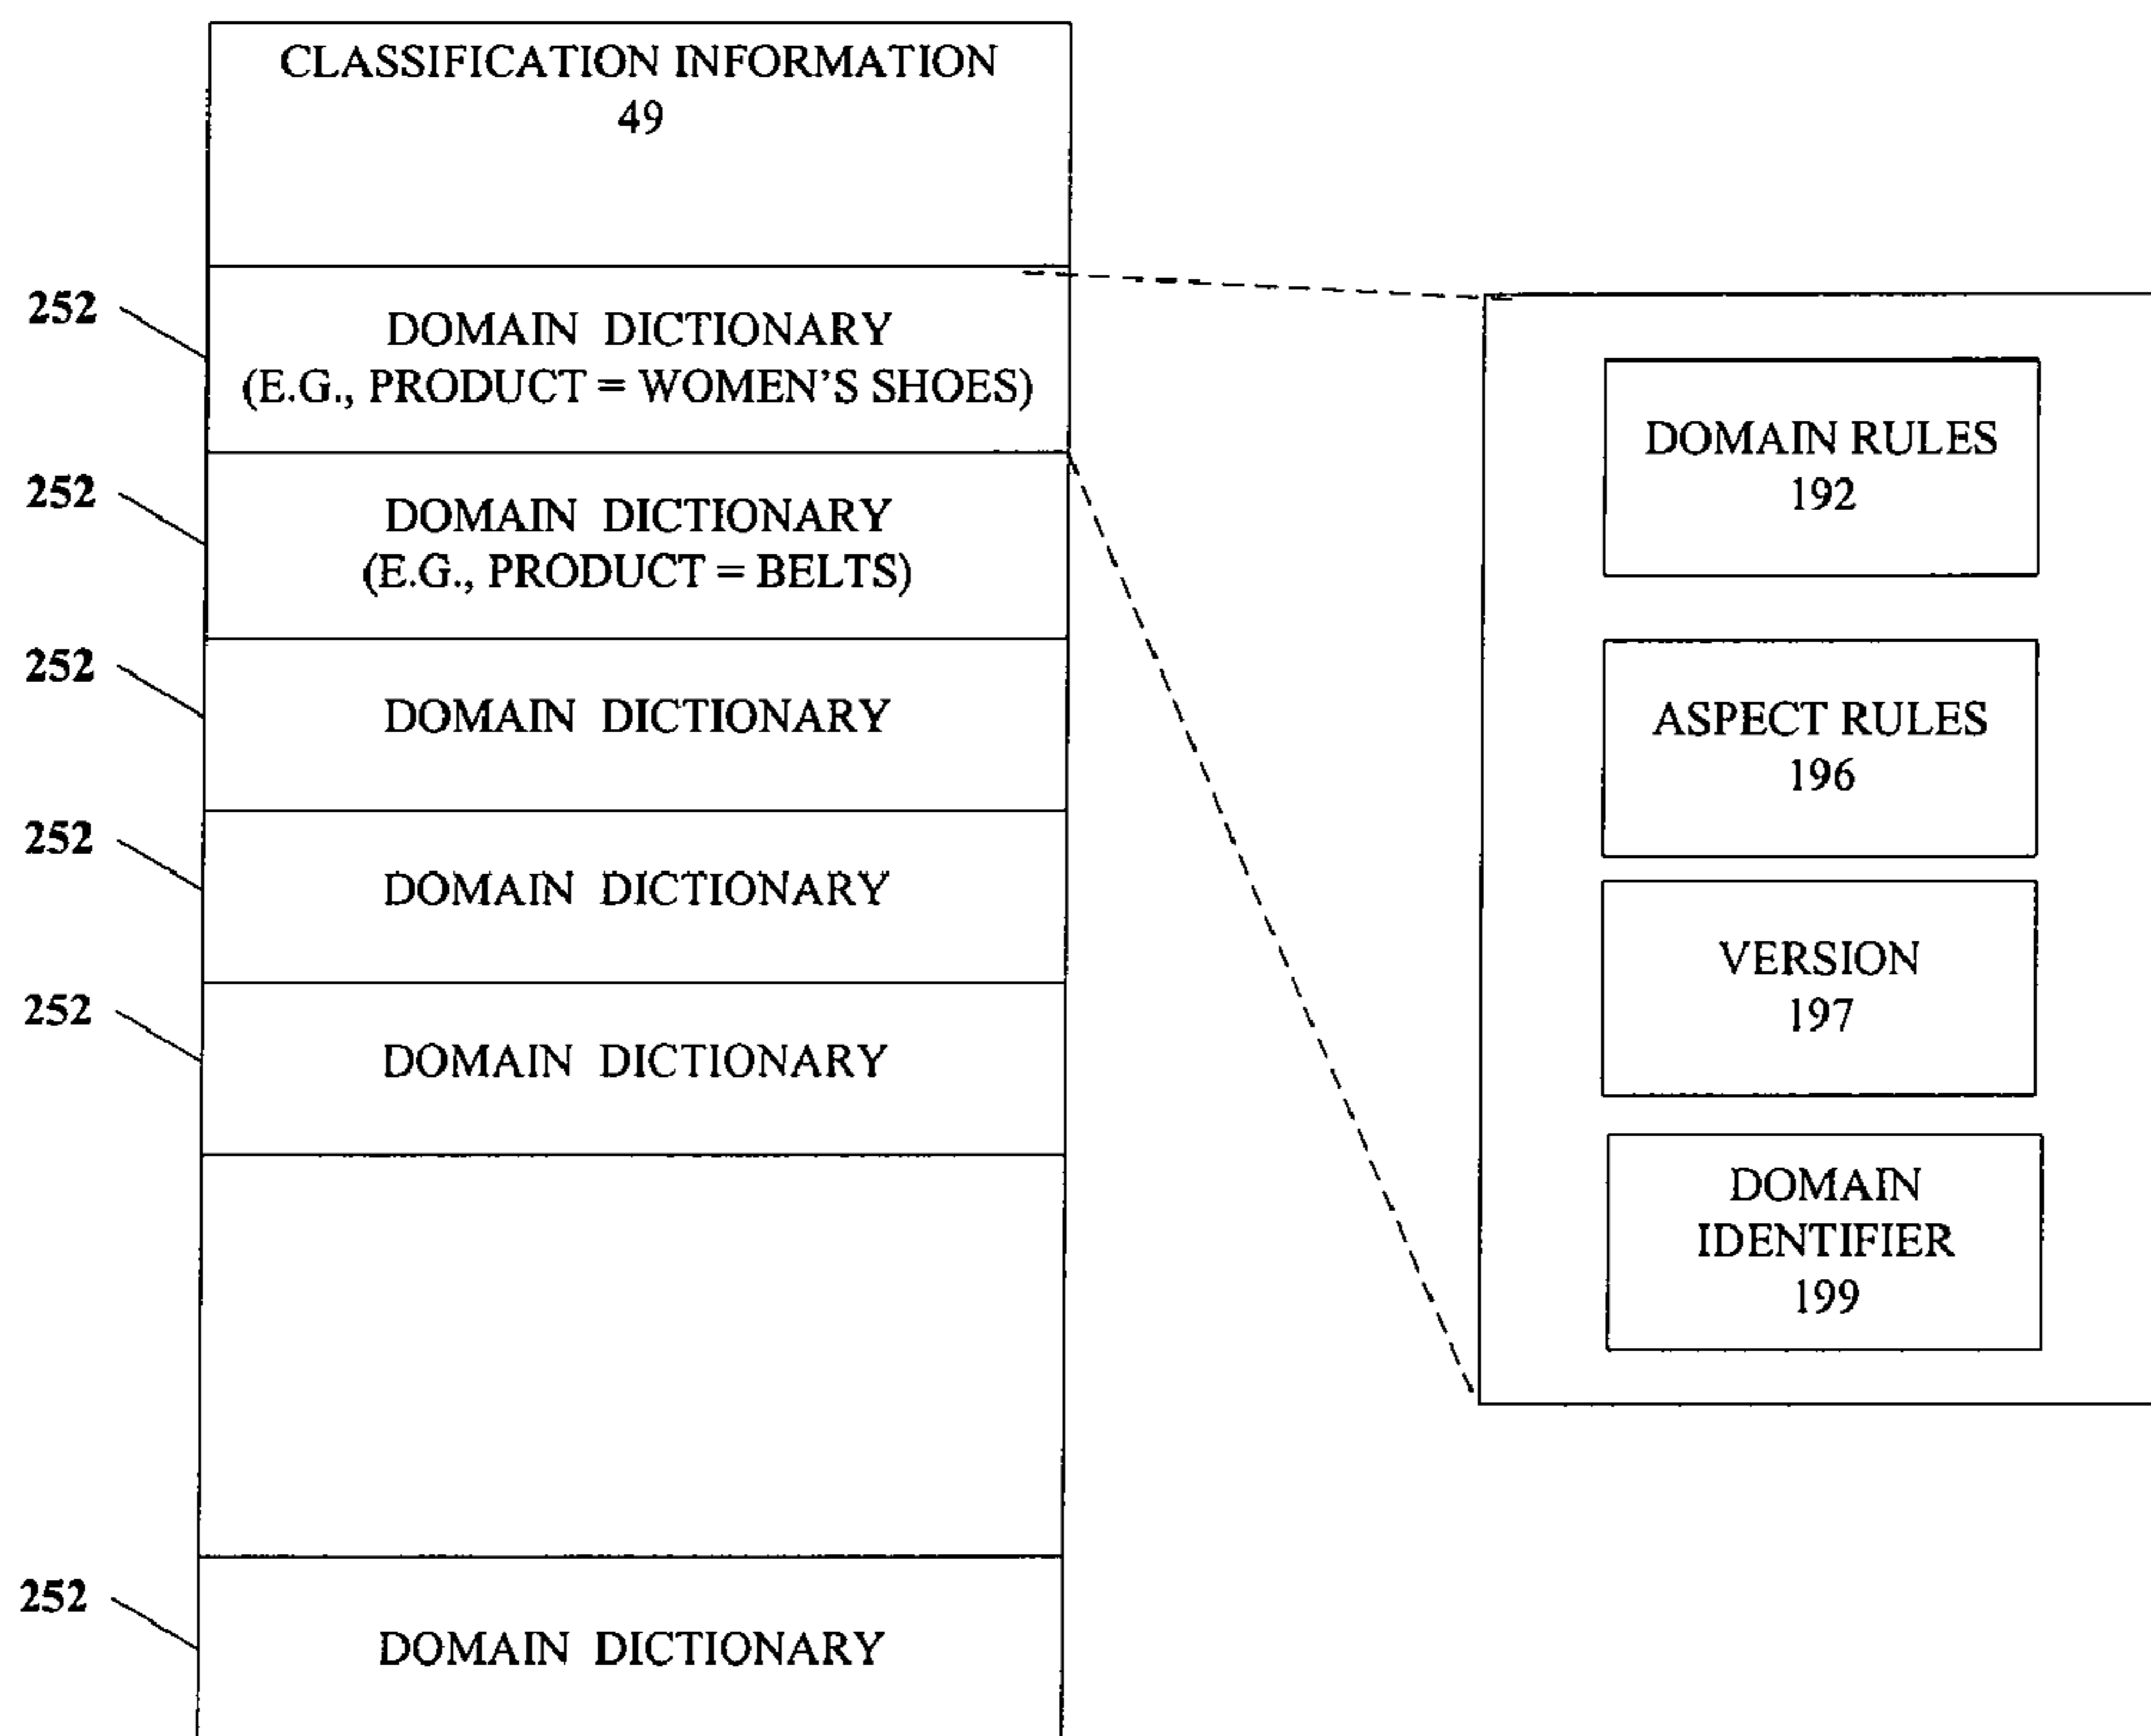 CLASSIFICATION INFORMATION
49
252
DOMAIN DICTIONARY
(E.G., PRODUCT = WOMEN'S SHOES)
252
DOMAIN DICTIONARY
(E.G., PRODUCT = BELTS)
252
DOMAIN DICTIONARY
252
DOMAIN DICTIONARY
252
DOMAIN DICTIONARY
252
DOMAIN DICTIONARY
DOMAIN RULES
192
ASPECT RULES
196
VERSION
197
DOMAIN
IDENTIFIER
199